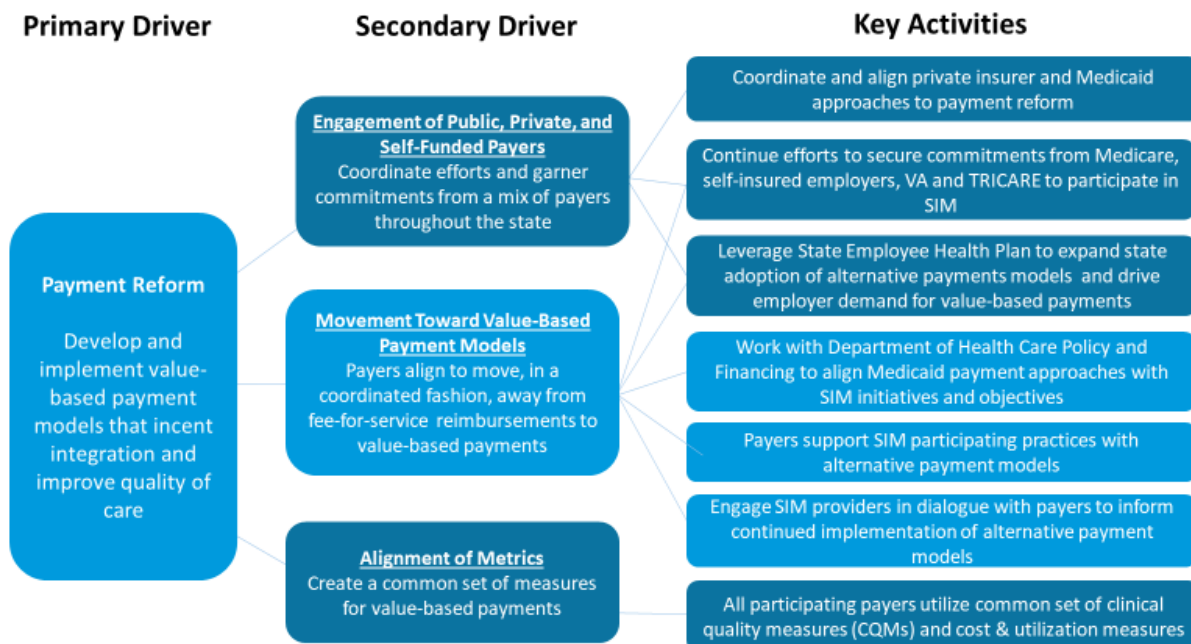 Primary Driver
Secondary Driver
Key Activities
Payment Reform
Develop and
implement value-
based payment
models that incent
integration and
improve quality of
care
Engagement of Public, Private, and
Self-Funded Payers
Coordinate efforts and garner
commitments from a mix of payers
throughout the state
Movement Toward Value-Based
Payment Models
Payers align to move, in a
coordinated fashion, away from
fee-for-service reimbursements to
value-based payments
Alignment of Metrics
Create a common set of measures
for value-based payments
Coordinate and align private insurer and Medicaid
approaches to payment reform
Continue efforts to secure commitments from Medicare,
self-insured employers, VA and TRICARE to participate in
SIM
Leverage State Employee Health Plan to expand state
adoption of alternative payments models and drive
employer demand for value-based payments
Work with Department of Health Care Policy and
Financing to align Medicaid payment approaches with
SIM initiatives and objectives
Payers support SIM participating practices with
alternative payment models
Engage SIM providers in dialogue with payers to inform
continued implementation of alternative payment
models
All participating payers utilize common set of clinical
quality measures (CQMs) and cost & utilization measures